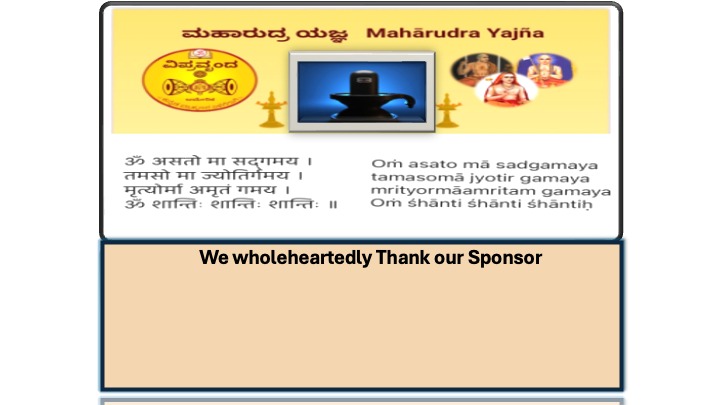 ಮಹಾರುದ್ರ ಯಜ್ಞ Mahārudra Yajña
ವಿಪ್ರವೃಂದ
ॐ असतो मा सद्गमय ।
तमसो मा ज्योतिर्गमय ।
मृत्योर्मा अमृतं गमय ।
ॐ शान्तिः शान्तिः शान्तिः ॥
Oṁ asato mā sadgamaya
tamasomā jyotir gamaya
mrityormāamritam gamaya
Oṁ śhānti śhānti śhāntiḥ
We wholeheartedly Thank our Sponsor